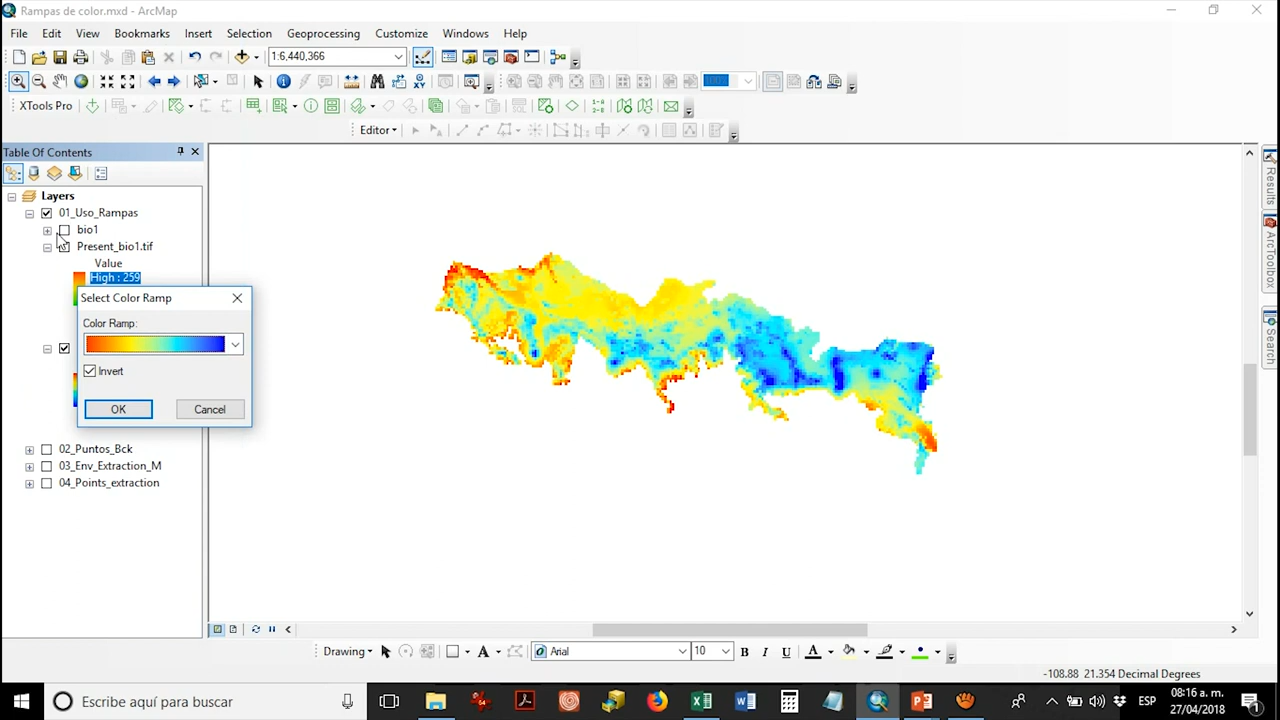 Rampas de color.mxd - ArcMap
File Edit View Bookmarks Insert Selection Geoprocessing Customize Windows Help
1:6,440,366
XTools Pro
Editor
Table Of Contents
Layers
01_Uso_Rampas
bio1
Present_bio1.tif
Value
High : 259
Select Color Ramp
Color Ramp:
Invert
OK Cancel
02_Puntos_Bck
03_Env_Extraction_M
04_Points_extraction
Results
ArcToolbox
Search
Drawing
Arial 10 B I U A
-108.88 21.354 Decimal Degrees
Escribe aquí para buscar
ESP
08:16 a. m.
27/04/2018